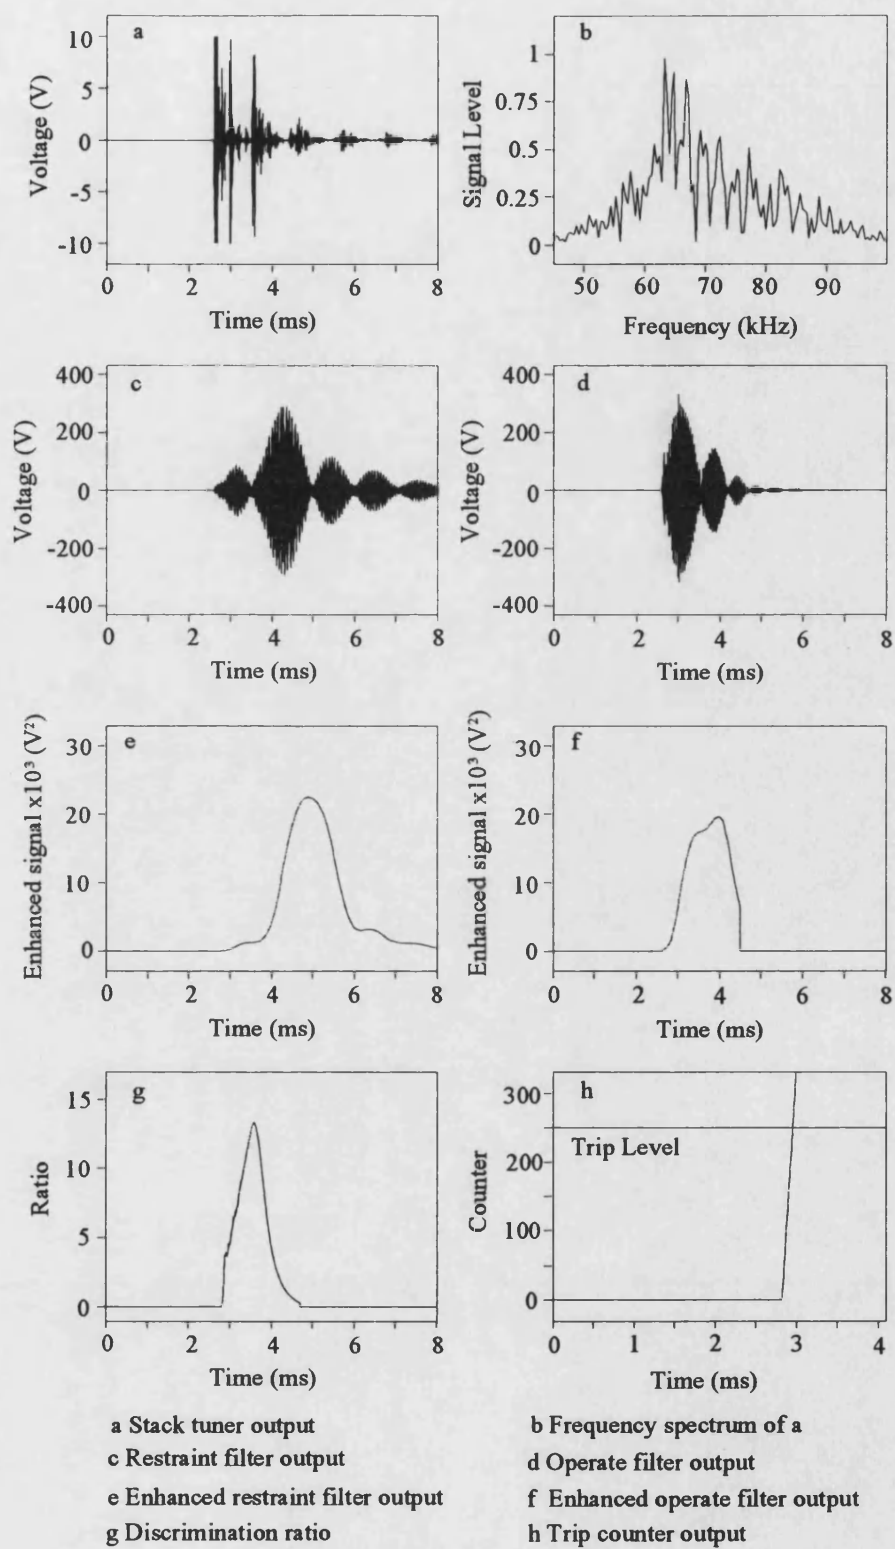 a
10
5
0
-5
-10
Voltage (V)
0 2 4 6 8
Time (ms)
b
1
0.75
0.5
0.25
0
Signal Level
50 60 70 80 90
Frequency (kHz)
c
400
200
0
-200
-400
Voltage (V)
0 2 4 6 8
Time (ms)
d
400
200
0
-200
-400
Voltage (V)
0 2 4 6 8
Time (ms)
e
30
20
10
0
Enhanced signal x10³ (V²)
0 2 4 6 8
Time (ms)
f
30
20
10
0
Enhanced signal x10³ (V²)
0 2 4 6 8
Time (ms)
g
15
10
5
0
Ratio
0 2 4 6 8
Time (ms)
h
300
200
100
0
Counter
Trip Level
0 1 2 3 4
Time (ms)
a Stack tuner output
b Frequency spectrum of a
c Restraint filter output
d Operate filter output
e Enhanced restraint filter output
f Enhanced operate filter output
g Discrimination ratio
h Trip counter output